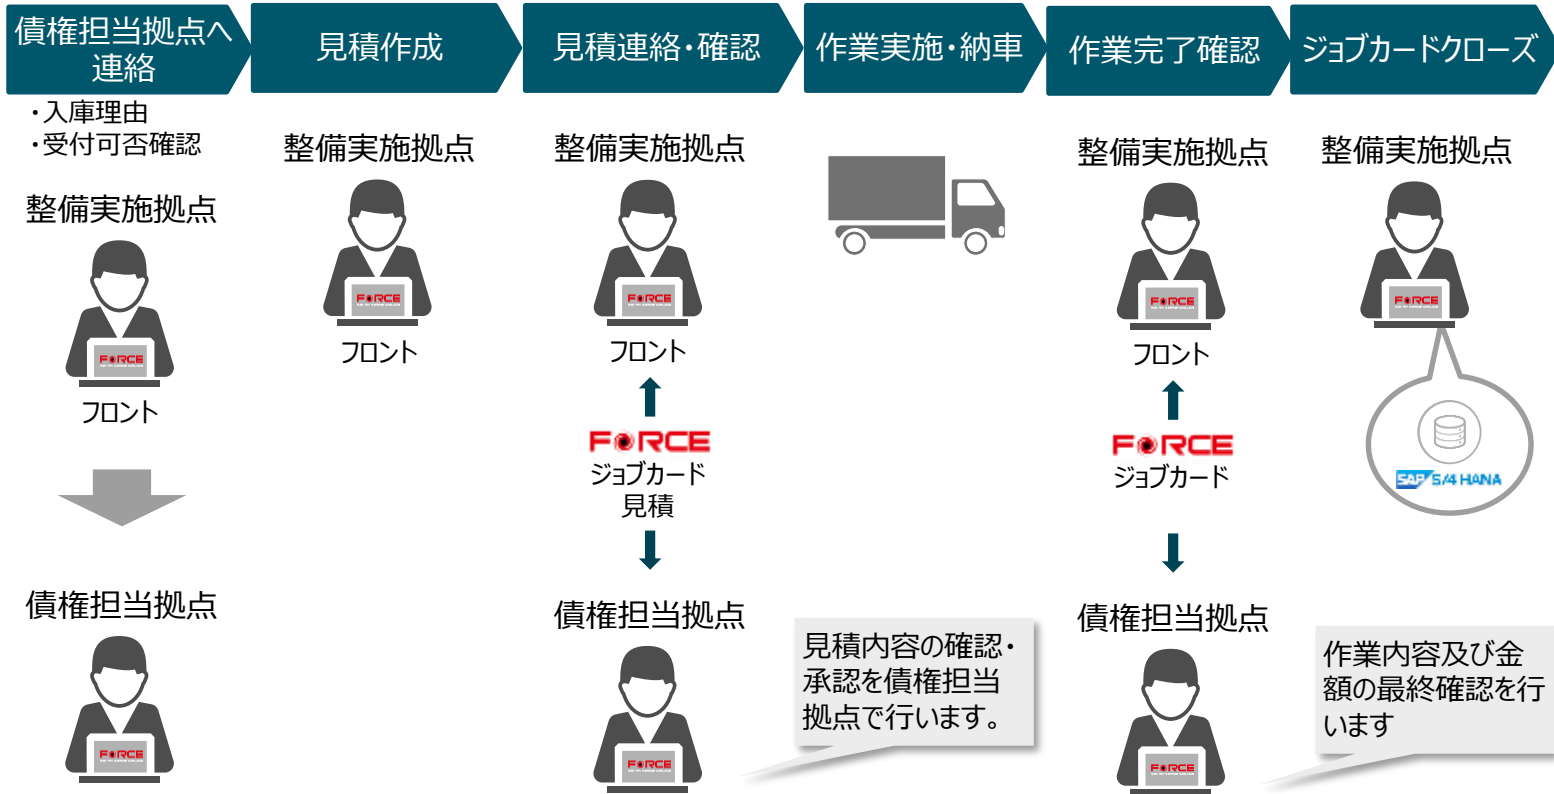 債権担当拠点へ
連絡
見積作成
見積連絡・確認
作業実施・納車
作業完了確認
ジョブカードクローズ
・入庫理由
・受付可否確認
整備実施拠点
FORCE
フロント
債権担当拠点
FORCE
整備実施拠点
FORCE
フロント
整備実施拠点
FORCE
フロント
FORCE
ジョブカード
見積
債権担当拠点
FORCE
見積内容の確認・
承認を債権担当
拠点で行います。
整備実施拠点
FORCE
フロント
FORCE
ジョブカード
債権担当拠点
FORCE
作業内容及び金
額の最終確認を行
います
整備実施拠点
FORCE
SAP S/4 HANA